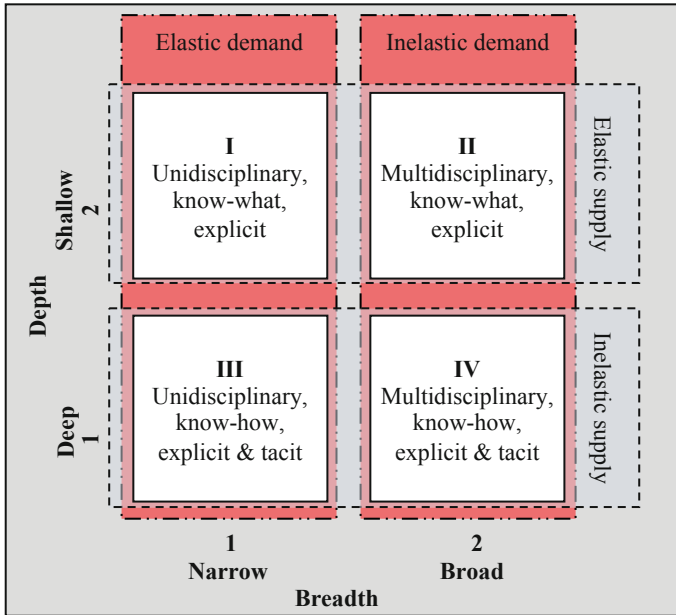 Elastic demand
Inelastic demand
I
Unidisciplinary,
know-what,
explicit
II
Multidisciplinary,
know-what,
explicit
Elastic supply
Shallow
2
Depth
III
Unidisciplinary,
know-how,
explicit & tacit
IV
Multidisciplinary,
know-how,
explicit & tacit
Inelastic supply
Deep
1
1
Narrow
2
Broad
Breadth